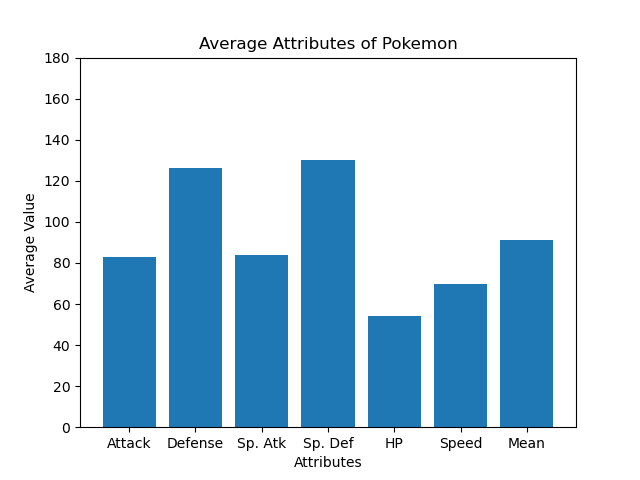 Average Attributes of Pokemon
180
160
140
120
100
80
60
40
20
0
Average Value
Attack Defense Sp. Atk Sp. Def HP Speed Mean
Attributes